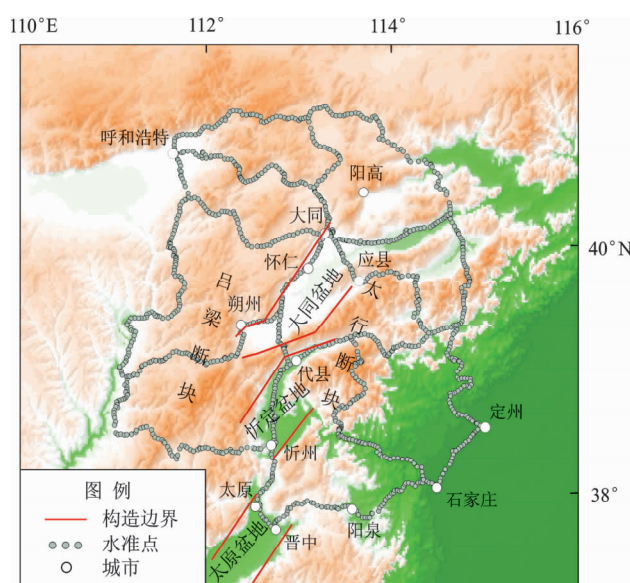 110°E 112° 114° 116°
呼和浩特
阳高
大同
40°N
应县
怀仁
大同盆地
吕梁断块
朔州
太行断块
代县
忻定盆地
定州
忻州
太原
石家庄
38°
阳泉
晋中
太原盆地
图 例
构造边界
水准点
城市